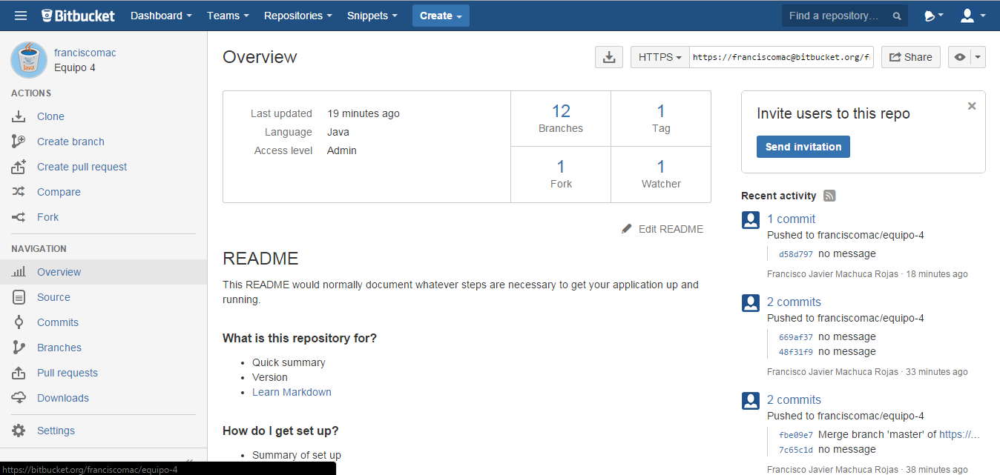 Bitbucket Dashboard Teams Repositories Snippets Create Find a repository...
franciscomac
Equipo 4
ACTIONS
Clone
Create branch
Create pull request
Compare
Fork
NAVIGATION
Overview
Source
Commits
Branches
Pull requests
Downloads
Settings
https://bitbucket.org/franciscomac/equipo-4
Overview
HTTPS https://franciscomac@bitbucket.org/f
Share
Last updated 19 minutes ago
Language Java
Access level Admin
12
Branches
1
Tag
1
Fork
1
Watcher
Edit README
README
This README would normally document whatever steps are necessary to get your application up and
running.
What is this repository for?
• Quick summary
• Version
• Learn Markdown
How do I get set up?
• Summary of set up
Invite users to this repo
Send invitation
Recent activity
1 commit
Pushed to franciscomac/equipo-4
d58d797 no message
Francisco Javier Machuca Rojas · 18 minutes ago
2 commits
Pushed to franciscomac/equipo-4
669af37 no message
48f31f9 no message
Francisco Javier Machuca Rojas · 33 minutes ago
2 commits
Pushed to franciscomac/equipo-4
fbe09e7 Merge branch 'master' of https://...
7c65c1d no message
Francisco Javier Machuca Rojas · 38 minutes ago